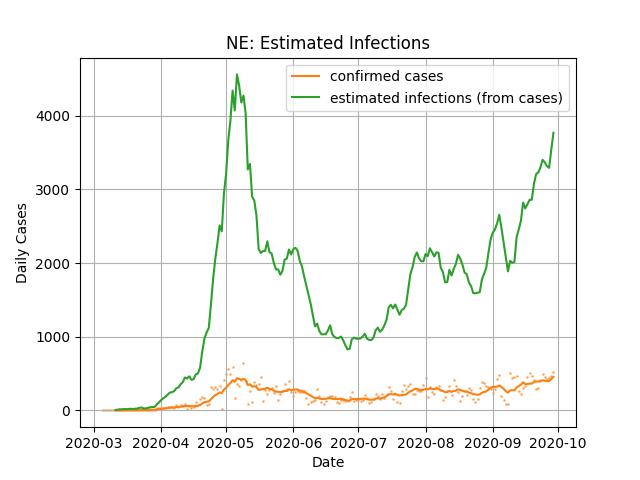 NE: Estimated Infections
confirmed cases
estimated infections (from cases)
Daily Cases
4000
3000
2000
1000
0
2020-03 2020-04 2020-05 2020-06 2020-07 2020-08 2020-09 2020-10
Date